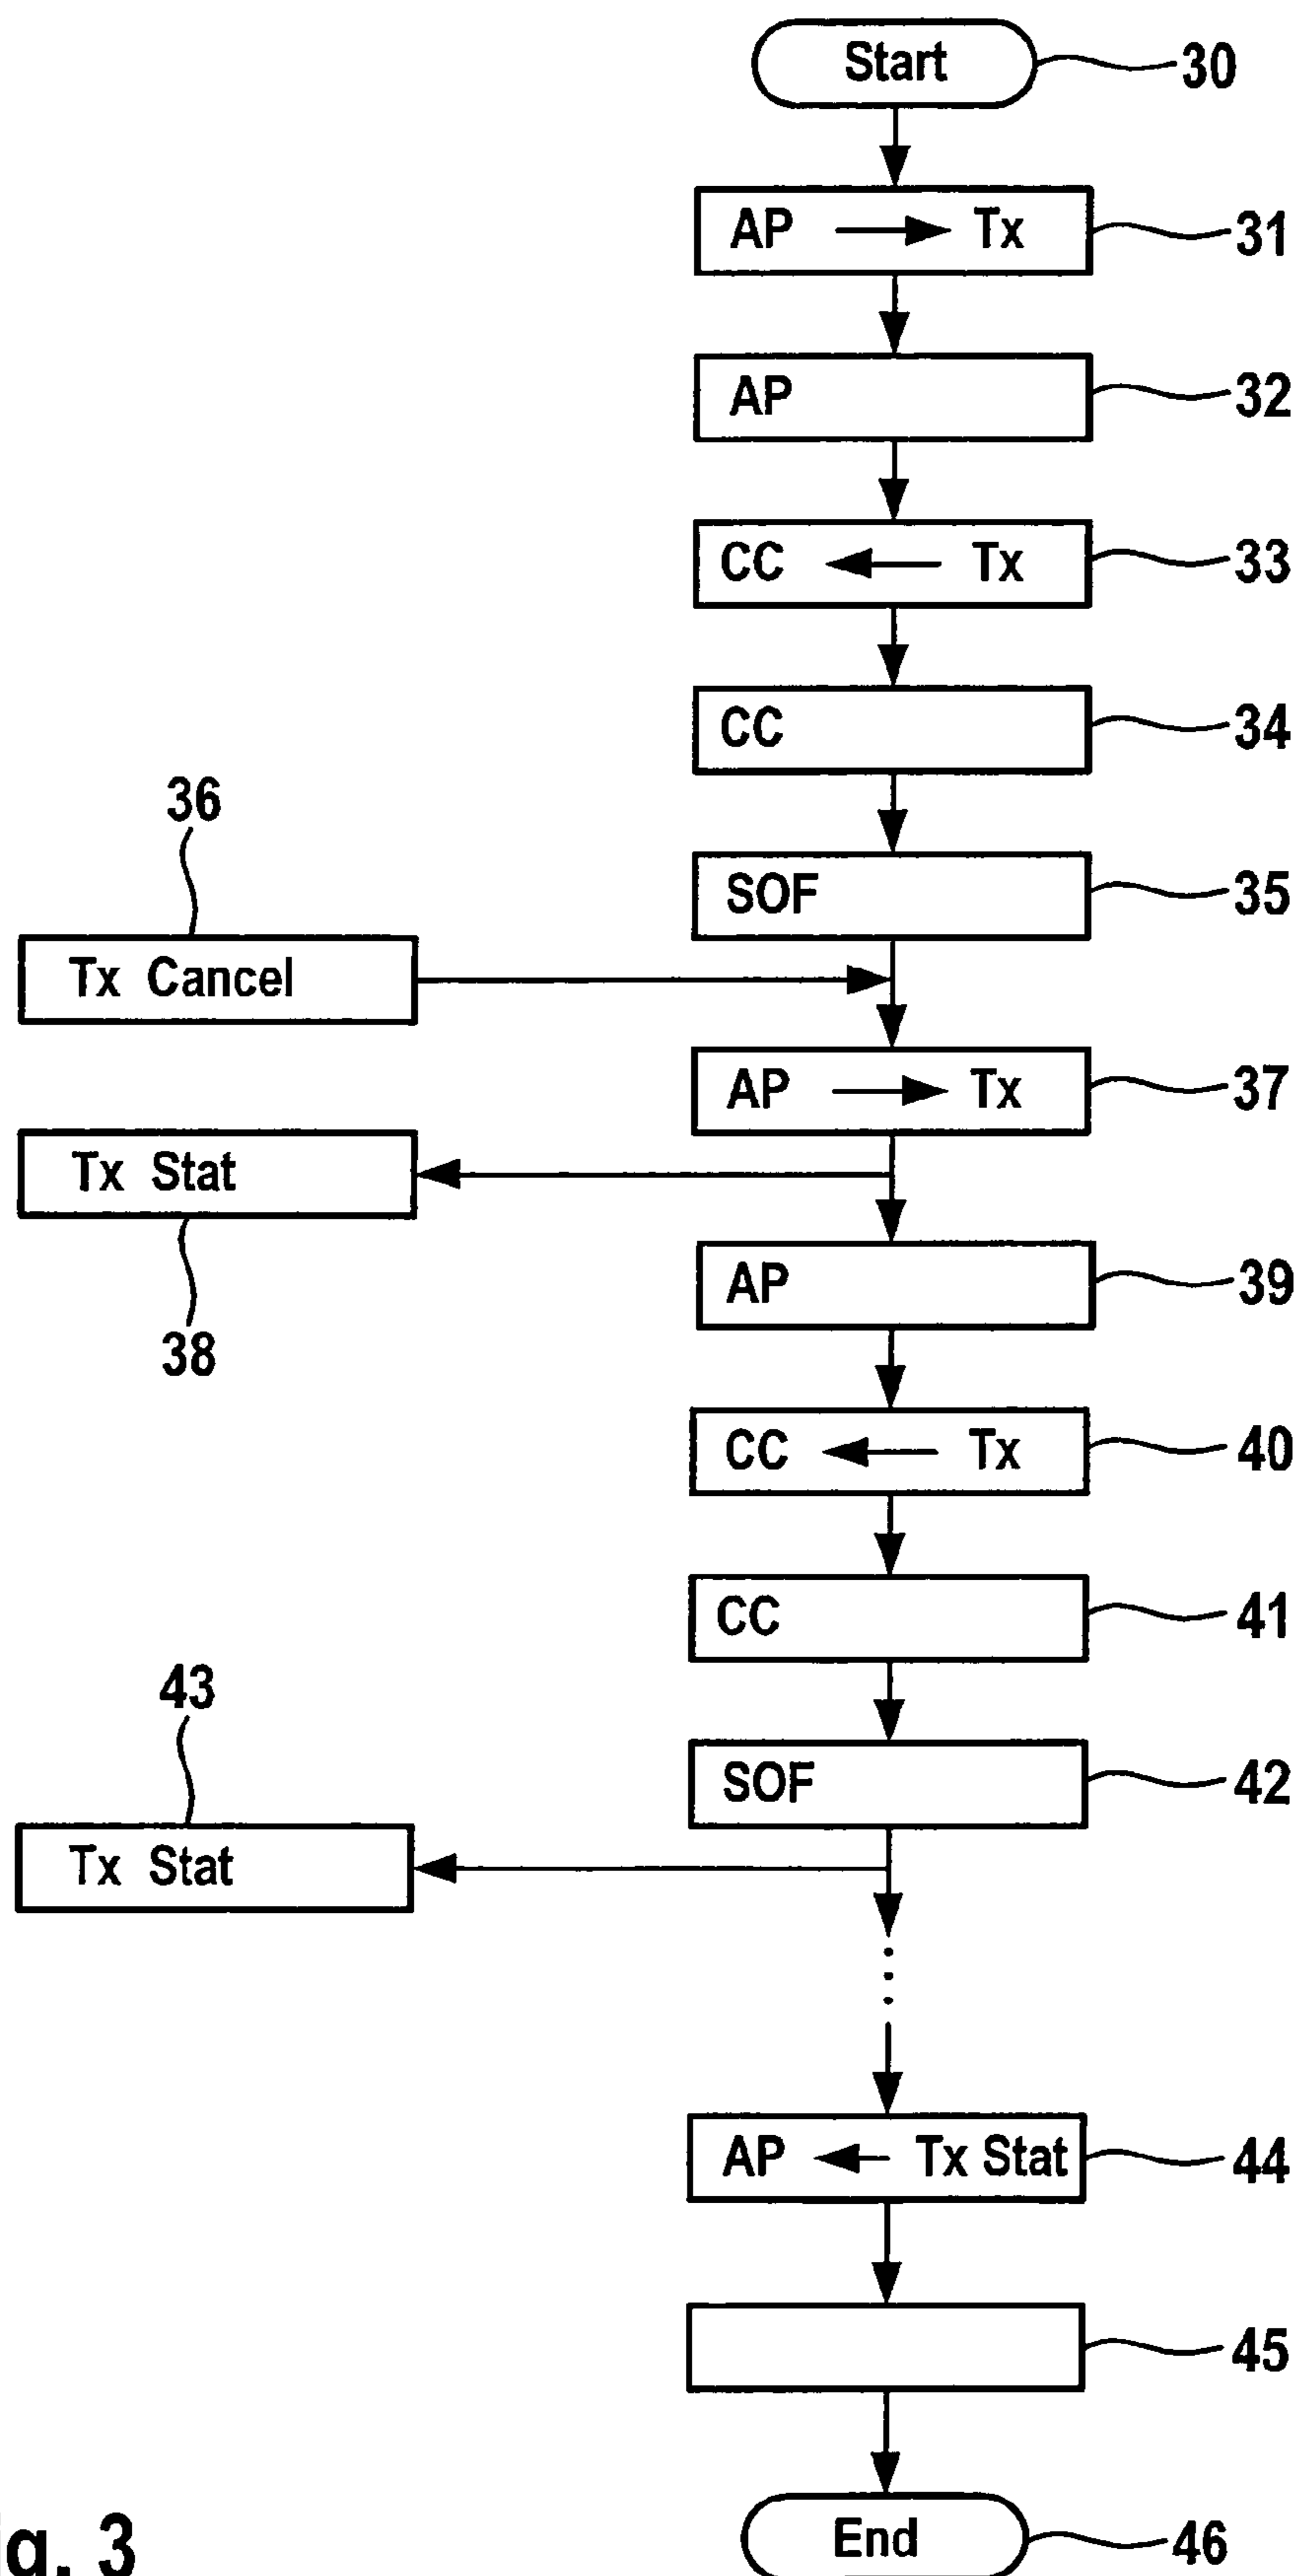 Start 30
AP Tx 31
AP 32
CC Tx 33
CC 34
36
SOF 35
Tx Cancel
AP Tx 37
Tx Stat
AP 39
38
CC Tx 40
CC 41
43
SOF 42
Tx Stat
AP Tx Stat 44
45
End 46
3